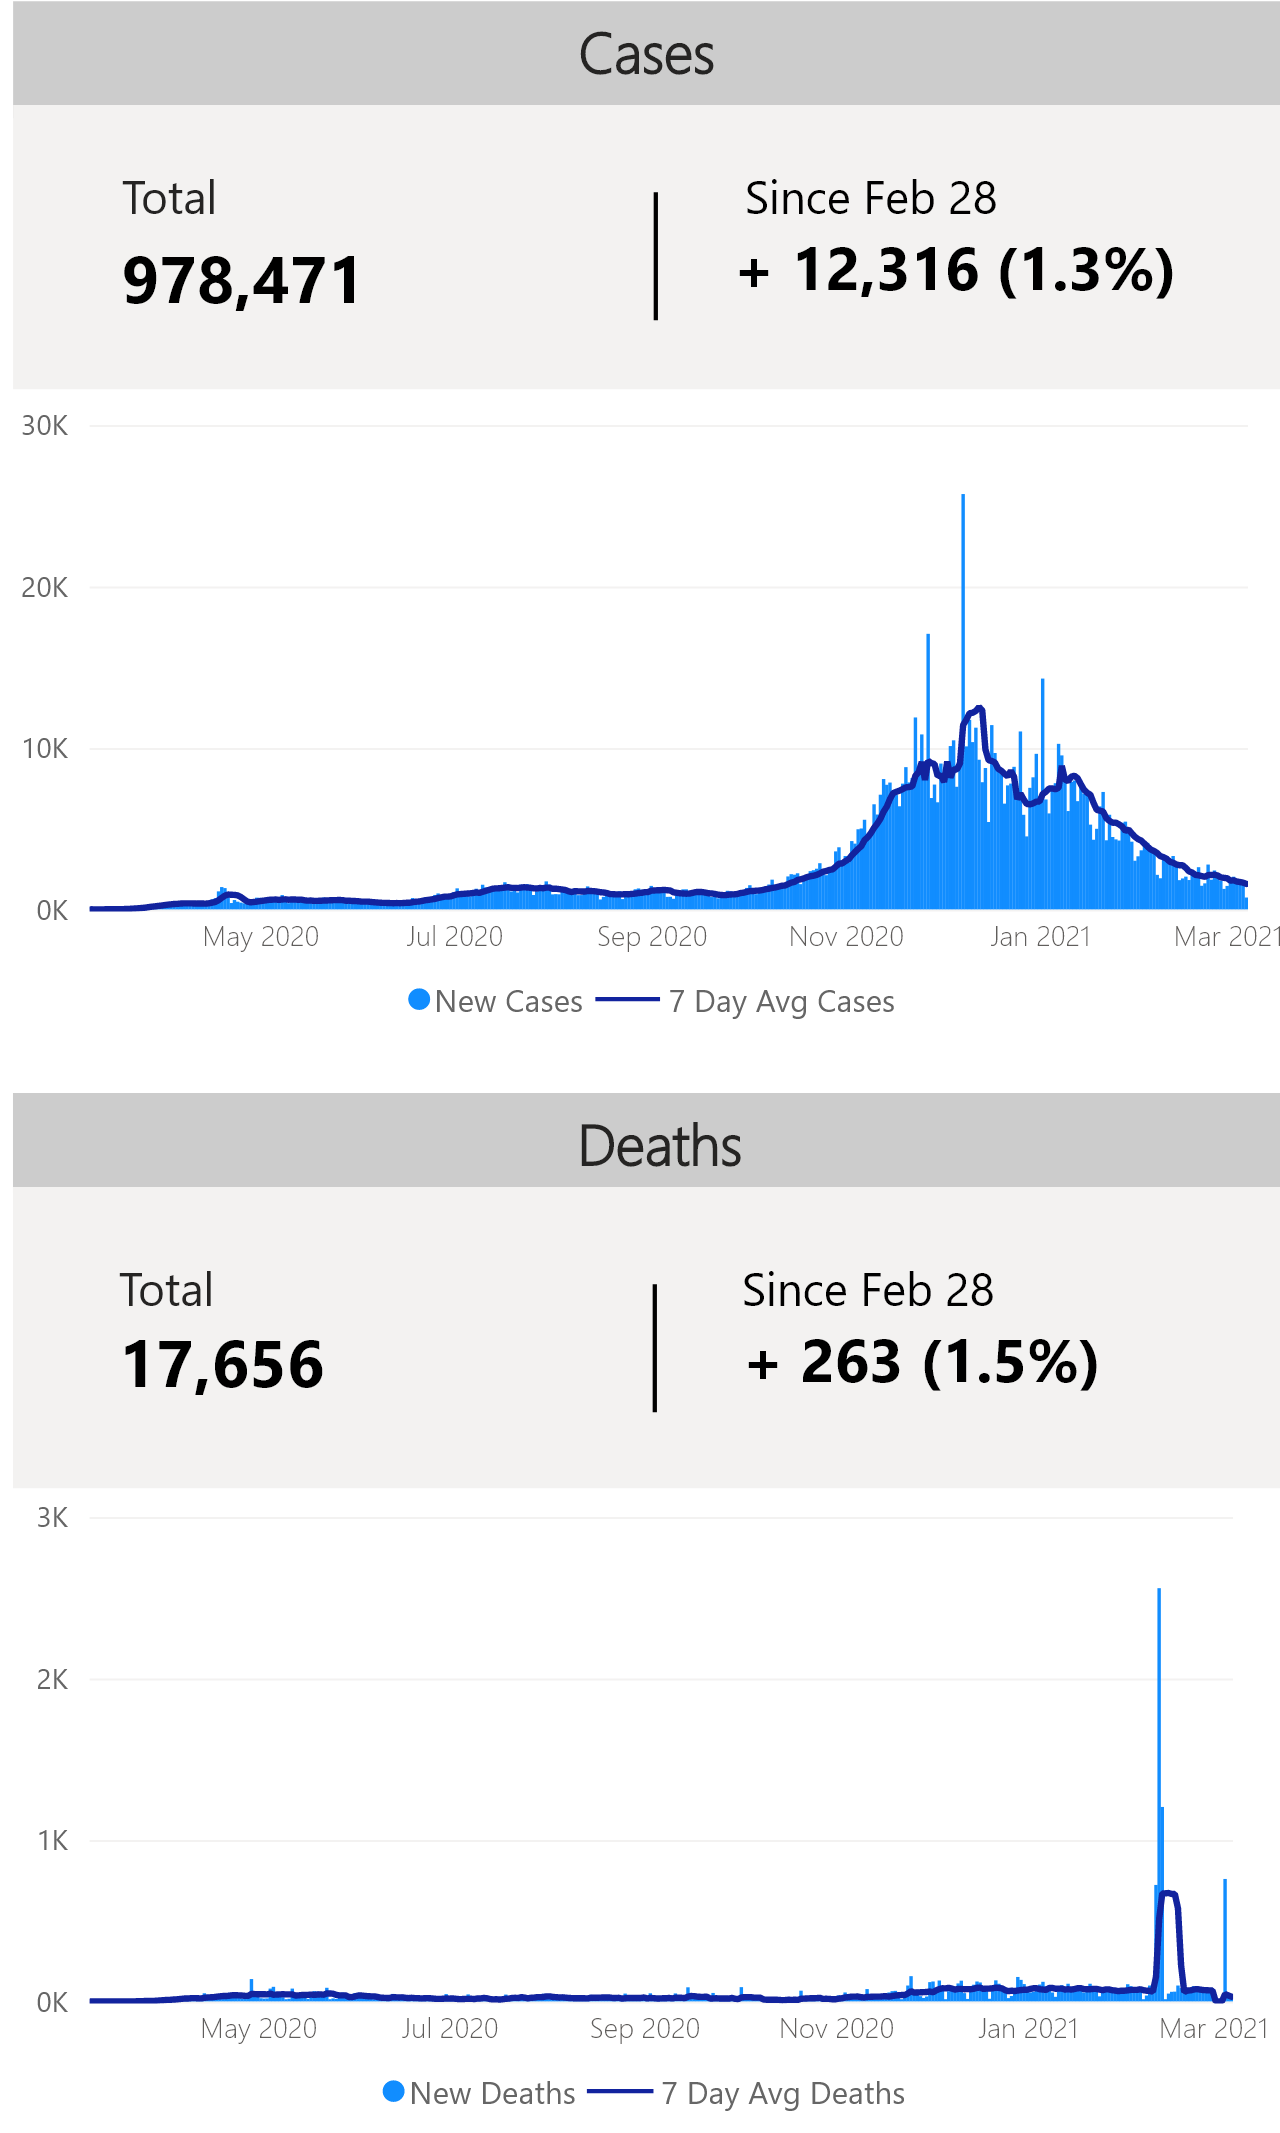 Cases
Total
Since Feb 28
978,471
+ 12,316 (1.3%)
30K
20K
10K
0K
May 2020
Jul 2020
Sep 2020
Nov 2020
Jan 2021
Mar 2021
New Cases
7 Day Avg Cases
Deaths
Total
Since Feb 28
17,656
+ 263 (1.5%)
3K
2K
1K
0K
May 2020
Jul 2020
Sep 2020
Nov 2020
Jan 2021
Mar 2021
New Deaths
7 Day Avg Deaths